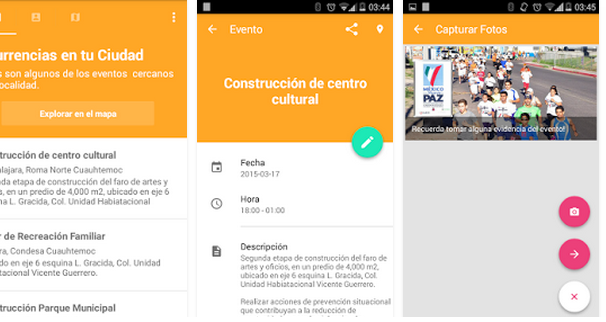 urrencias en tu Ciudad
s son algunos de los eventos cercanos
ocalidad.
Explorar en el mapa
trucción de centro cultural
alajara, Roma Norte Cuauhtemoc
nda etapa de construcción del faro de artes y
s, en un predio de 4,000 m2, ubicado en eje 6
ina L. Gracida, Col. Unidad Habiatacional
r de Recreación Familiar
ra, Condesa Cuauhtemoc
ado en eje 6 esquina L. Gracida, Col. Unidad
atacional Vicente Guerrero.
trucción Parque Municipal
03:44
Evento
Construcción de centro
cultural
Fecha
2015-03-17
Hora
18:00 - 01:00
Descripción
Segunda etapa de construcción del faro de
artes y oficios, en un predio de 4,000 m2,
ubicado en eje 6 esquina L. Gracida, Col.
Unidad Habiatacional Vicente Guerrero.
Realizar acciones de prevención situacional
que contribuyan a la reducción de
03:45
Capturar Fotos
MÉXICO
PAZ
Recuerda tomar alguna evidencia del evento!